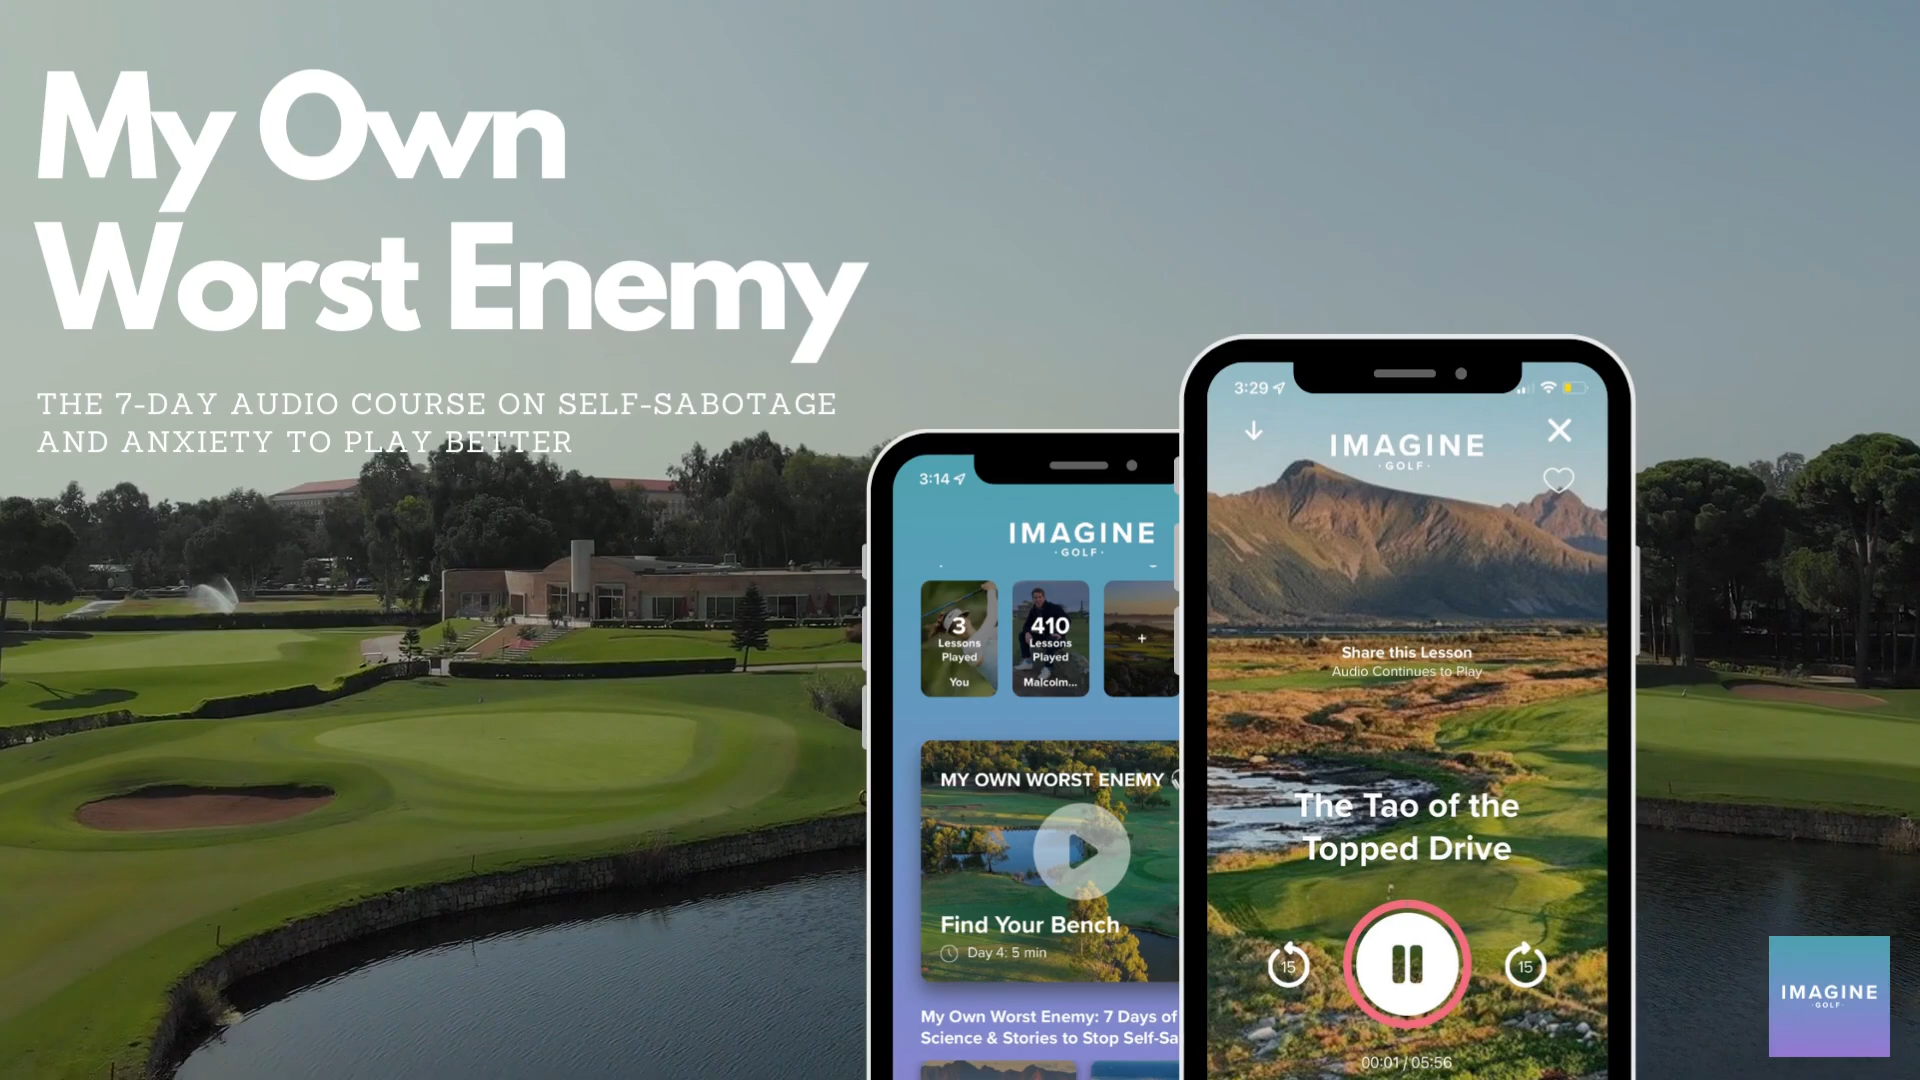 My Own
Worst Enemy
THE 7-DAY AUDIO COURSE ON SELF-SABOTAGE
AND ANXIETY TO PLAY BETTER
3:14
IMAGINE
·GOLF·
3
Lessons
Played
You
410
Lessons
Played
Malcolm...
+
MY OWN WORST ENEMY
Find Your Bench
Day 4: 5 min
My Own Worst Enemy: 7 Days of
Science & Stories to Stop Self-Sa
3:29
IMAGINE
·GOLF·
Share this Lesson
Audio Continues to Play
The Tao of the
Topped Drive
15
15
00:01 / 05:56
IMAGINE
·GOLF·